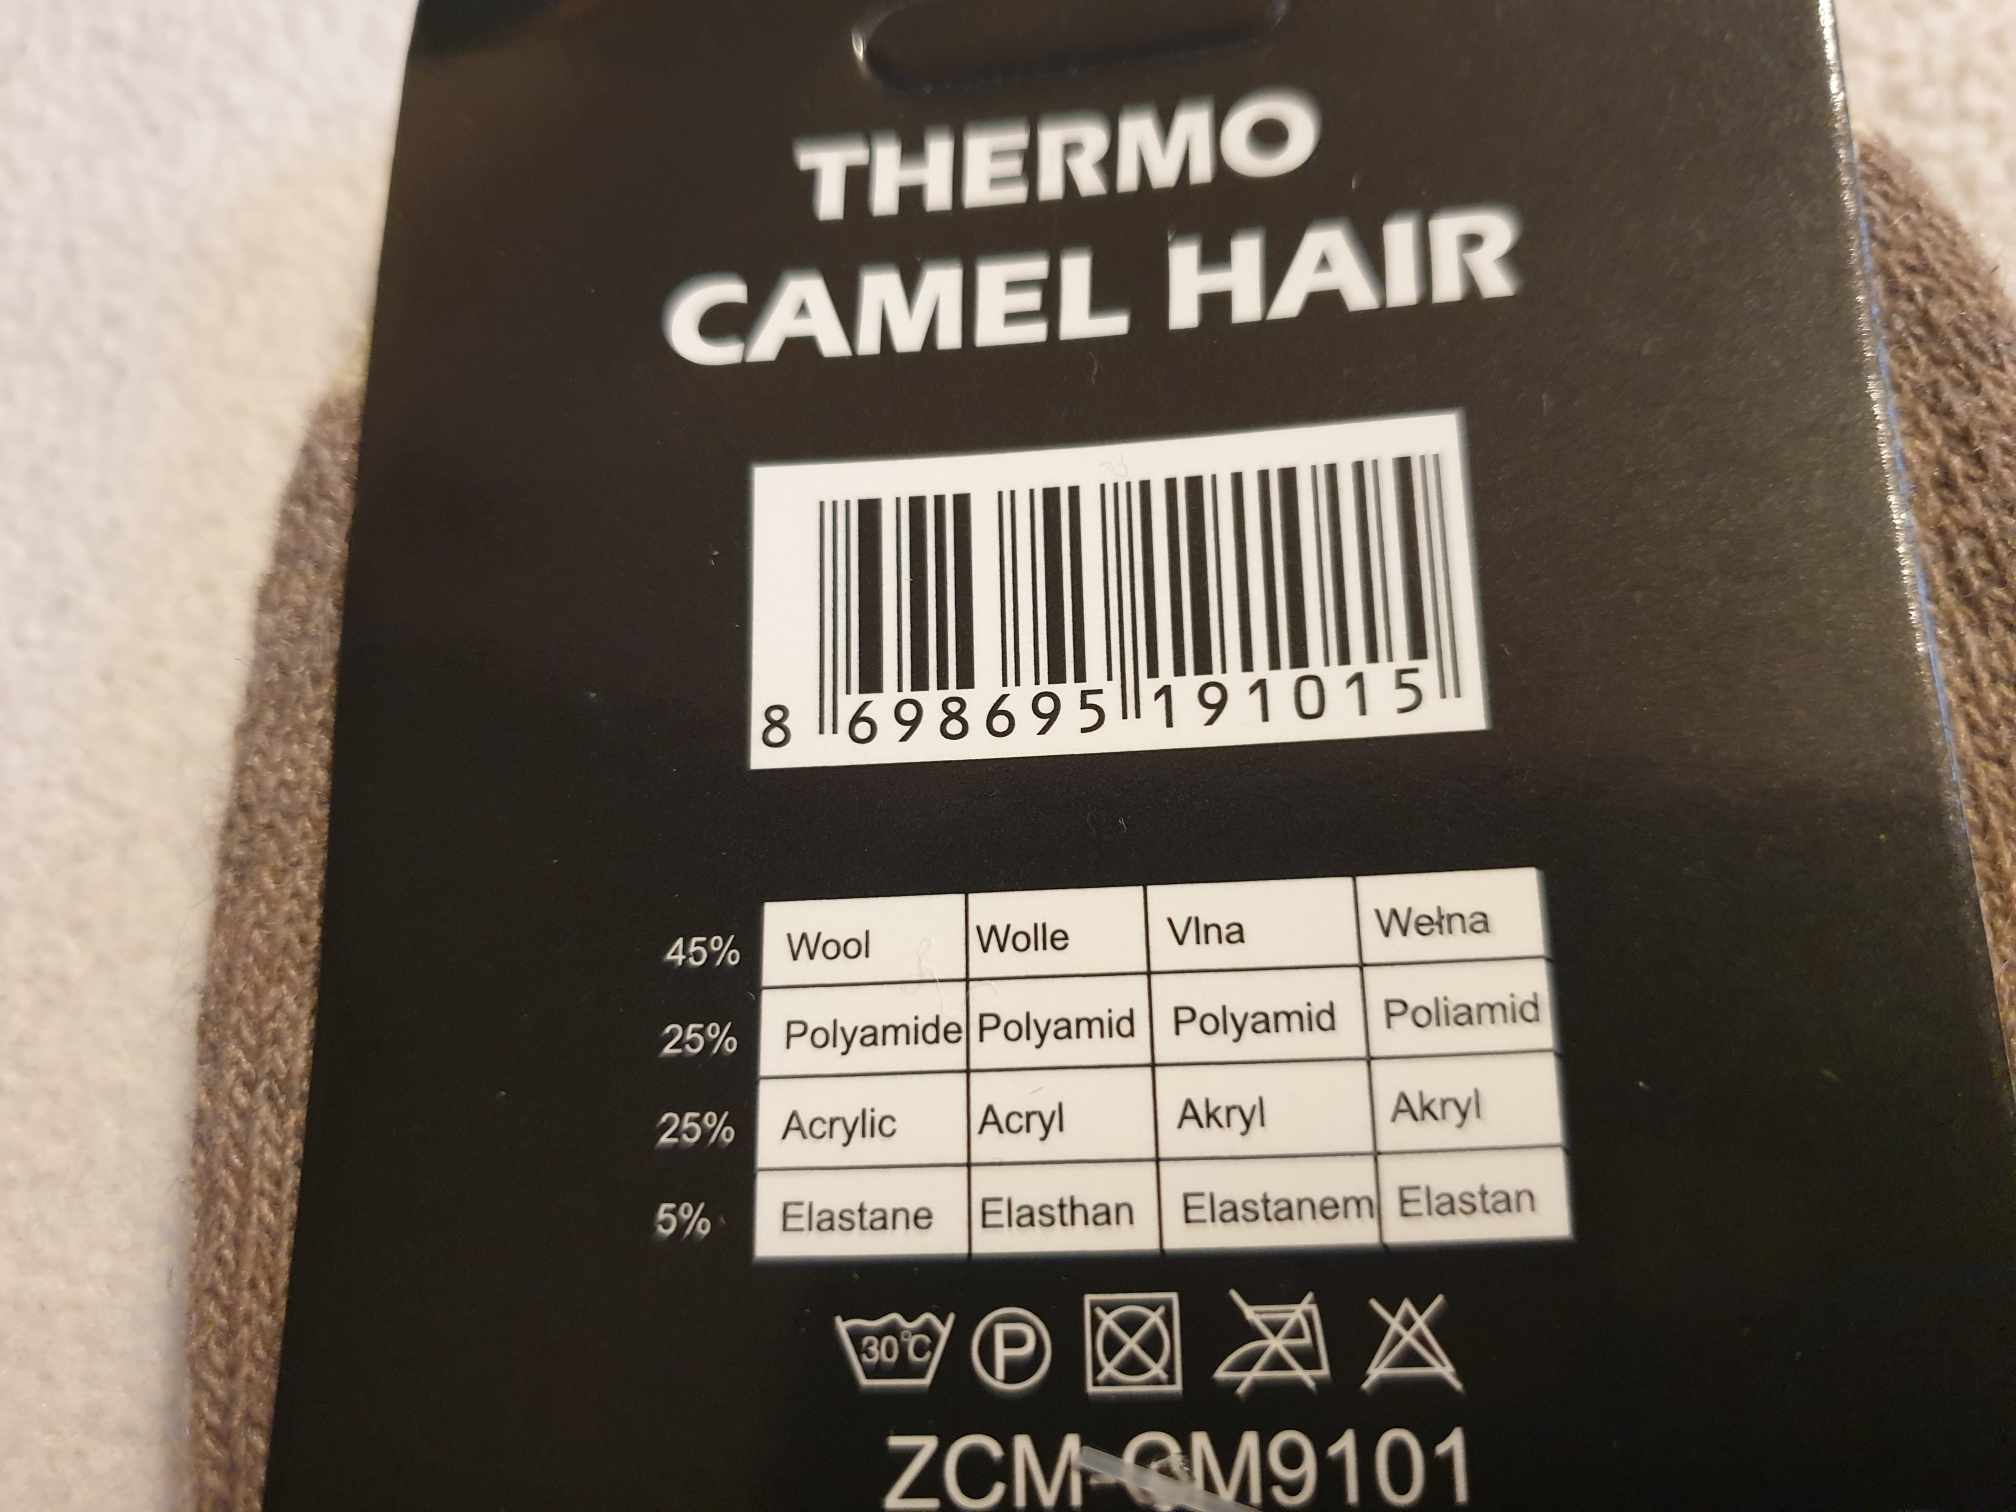 THERMO
CAMEL HAIR
8 698695 191015
45% Wool Wolle Vlna Wełna
25% Polyamide Polyamid Polyamid Poliamid
25% Acrylic Acryl Akryl Akryl
5% Elastane Elasthan Elastanem Elastan
30°C P